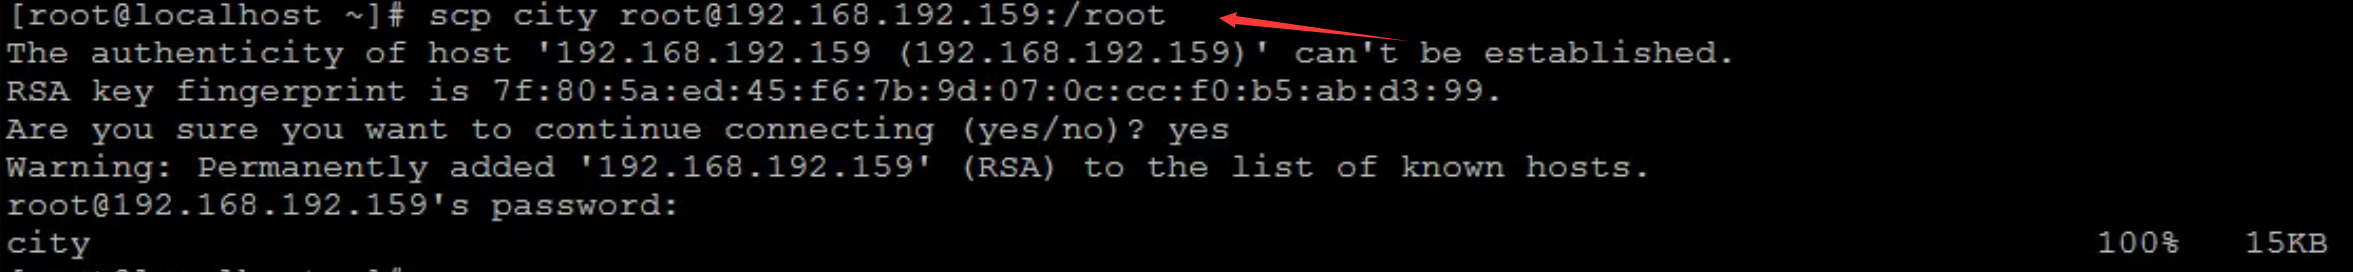 [root@localhost ~]# scp city root@192.168.192.159:/root
The authenticity of host '192.168.192.159 (192.168.192.159)' can't be established.
RSA key fingerprint is 7f:80:5a:ed:45:f6:7b:9d:07:0c:cc:f0:b5:ab:d3:99.
Are you sure you want to continue connecting (yes/no)? yes
Warning: Permanently added '192.168.192.159' (RSA) to the list of known hosts.
root@192.168.192.159's password:
city 100% 15KB